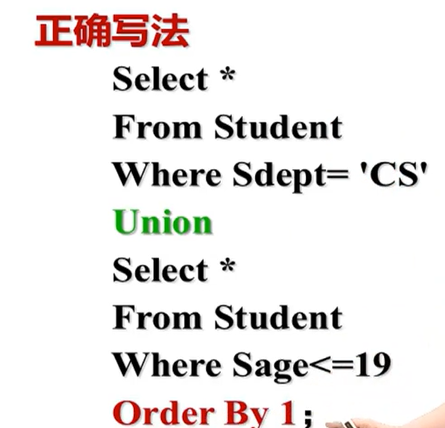 正确写法
Select *
From Student
Where Sdept= 'CS'
Union
Select *
From Student
Where Sage<=19
Order By 1;